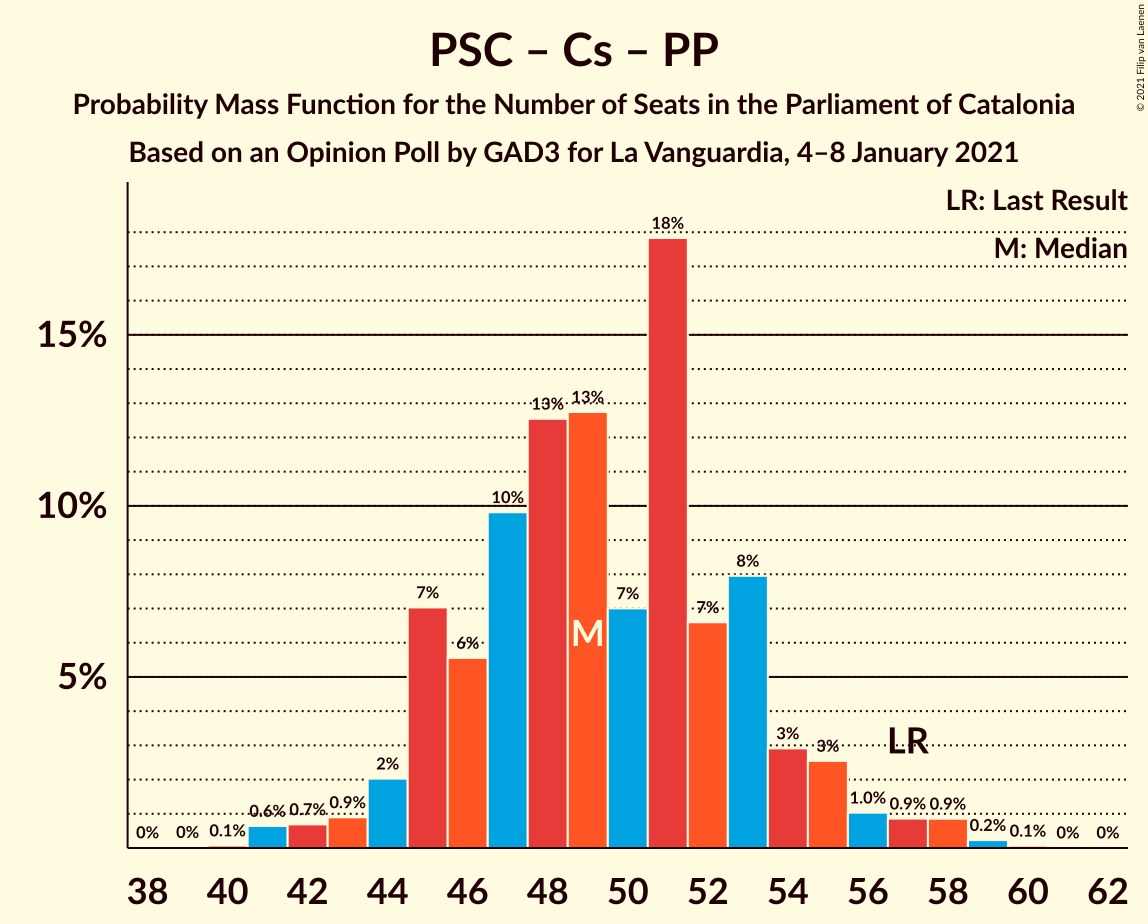 PSC – Cs – PP
Probability Mass Function for the Number of Seats in the Parliament of Catalonia
Based on an Opinion Poll by GAD3 for La Vanguardia, 4–8 January 2021
© 2021 Filip van Laenen
LR: Last Result
M: Median
15%
10%
5%
0% 0% 0.1% 0.6% 0.7% 0.9% 2% 7% 6% 10% 13% 13% 7% 18% 7% 8% 3% 3% 1.0% 0.9% 0.9% 0.2% 0.1% 0% 0%
M
LR
38 40 42 44 46 48 50 52 54 56 58 60 62